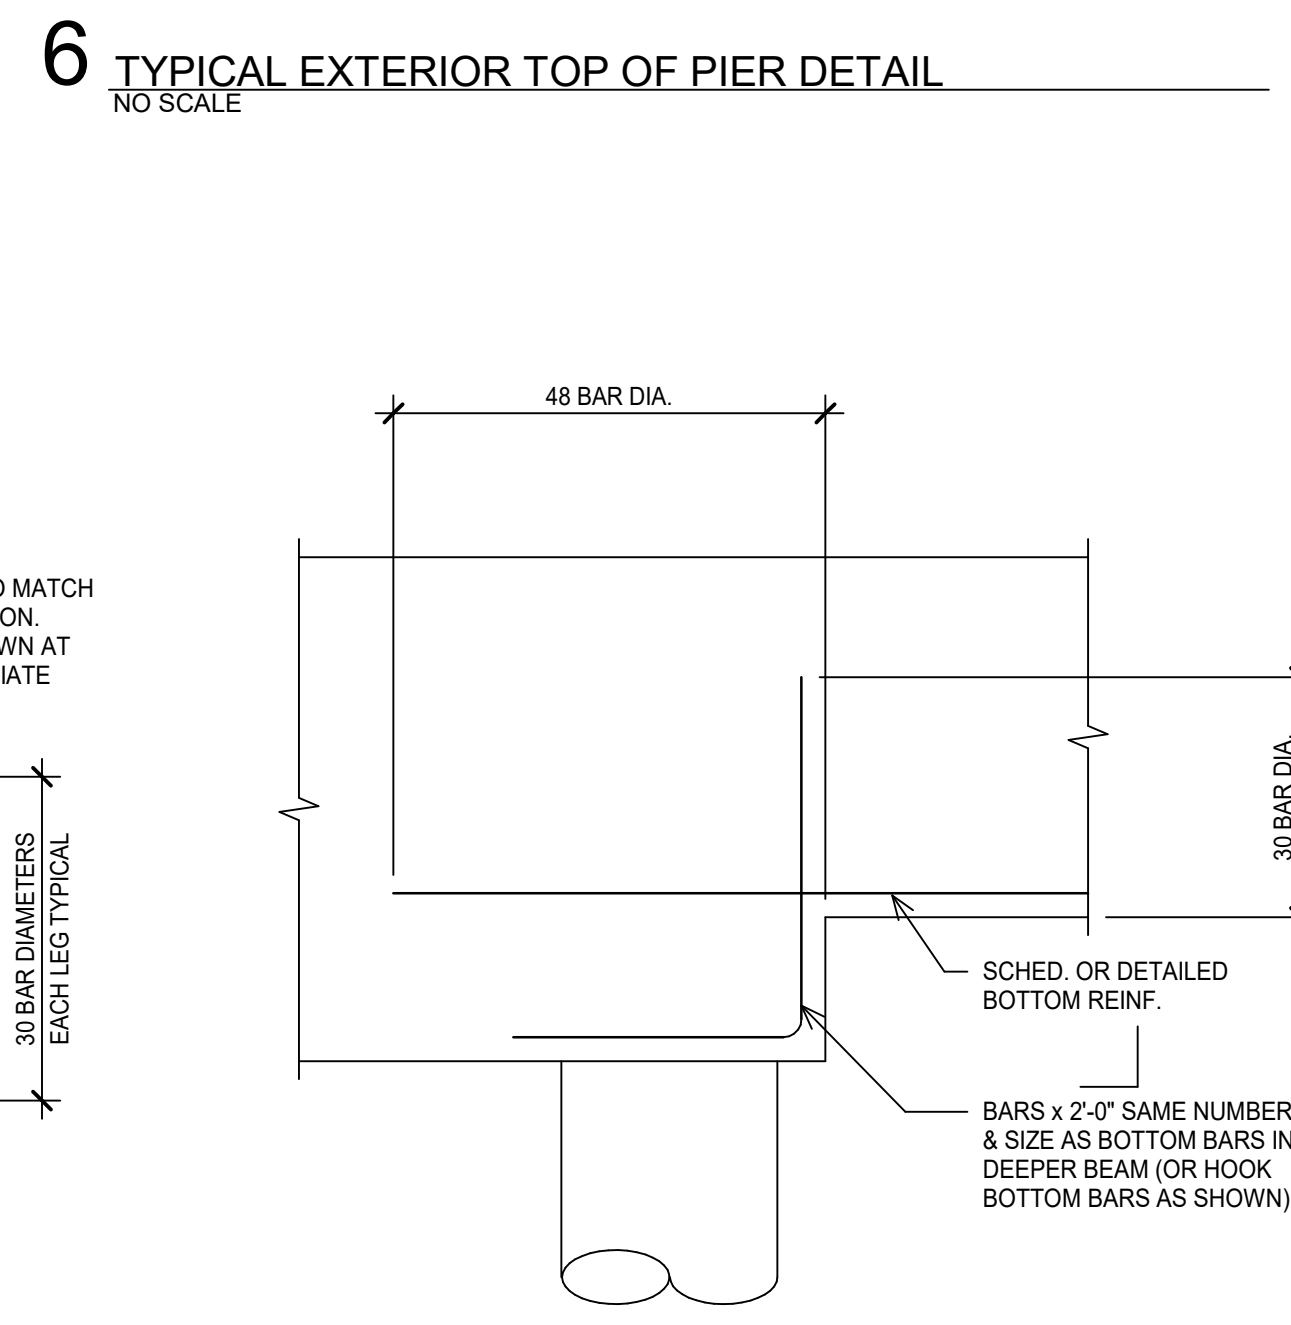 6 TYPICAL EXTERIOR TOP OF PIER DETAIL
NO SCALE
48 BAR DIA.
MATCH
ON.
WN AT
IATE
30 BAR DIAMETERS
EACH LEG TYPICAL
30 BAR DIA.
SCHED. OR DETAILED
BOTTOM REINF.
BARS x 2'-0" SAME NUMBER
& SIZE AS BOTTOM BARS IN
DEEPER BEAM (OR HOOK
BOTTOM BARS AS SHOWN)